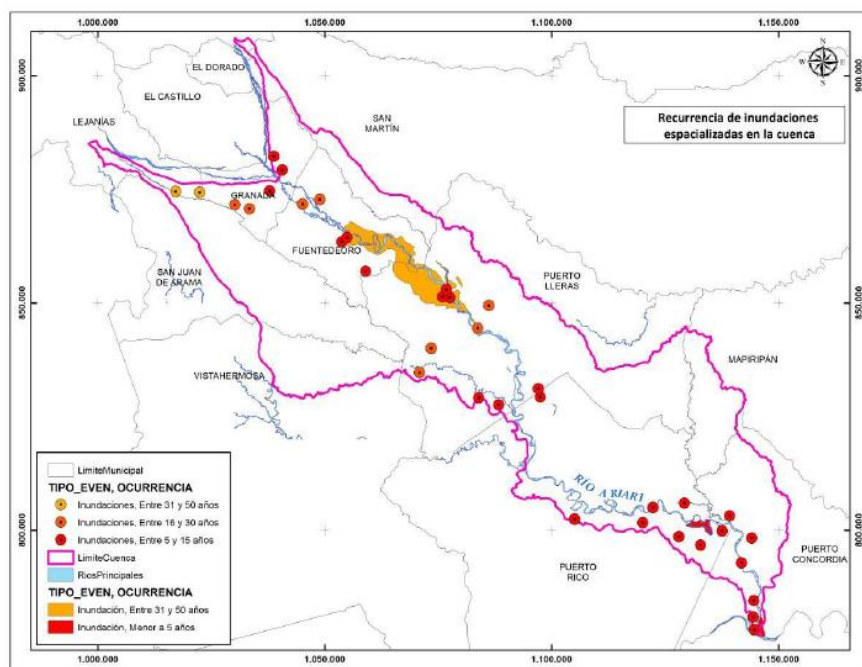 1.000.000 1.050.000 1.100.000 1.150.000
N
W E
S
900.000
850.000
800.000
EL DORADO
EL CASTILLO
LEJANÍAS
SAN
MARTÍN
Recurrencia de inundaciones
espacializadas en la cuenca
GRANADA
FUENTEDEORO
SAN JUAN
DE ARAMA
PUERTO
LLERAS
VISTAHERMOSA
MAPIRIPÁN
RÍO ARIARI
PUERTO
RICO
PUERTO
CONCORDIA
LimiteMunicipal
TIPO_EVEN, OCURRENCIA
Inundaciones, Entre 31 y 50 años
Inundaciones, Entre 16 y 30 años
Inundaciones, Entre 5 y 15 años
LimiteCuenca
RiosPrincipales
TIPO_EVEN, OCURRENCIA
Inundación, Entre 31 y 50 años
Inundación, Menor a 5 años
1.000.000 1.050.000 1.100.000 1.150.000